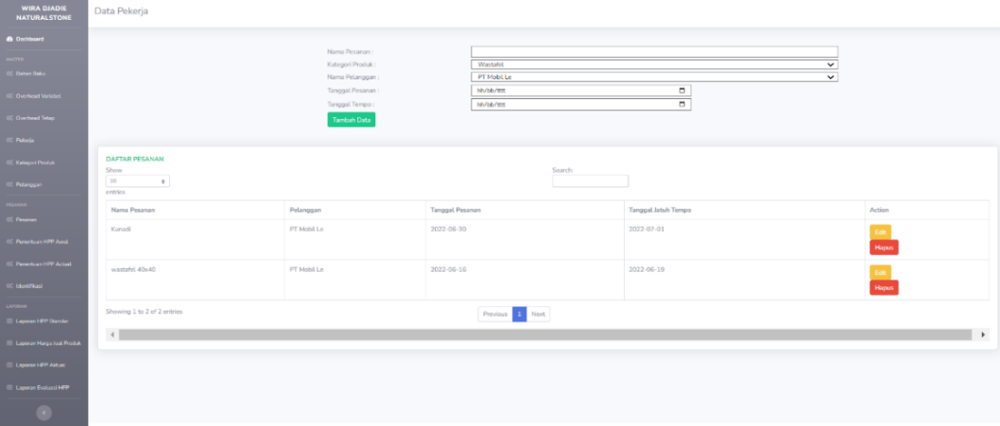 WIRA DJADIE
NATURALSTONE
Data Pekerja
Dashboard
MASTER
Bahan Baku
Overhead Variabel
Overhead Tetap
Pekerja
Kategori Produk
Pelanggan
PESANAN
Pesanan
Penentuan HPP Awal
Penentuan HPP Actual
Identifikasi
LAPORAN
Laporan HPP Standar
Laporan Harga Jual Produk
Laporan HPP Aktual
Laporan Evaluasi HPP
Nama Pesanan :
Kategori Produk : Wastafel
Nama Pelanggan : PT Mobil Le
Tanggal Pesanan : hh/bb/tttt
Tanggal Tempo : hh/bb/tttt
Tambah Data
DAFTAR PESANAN
Show
10
entries
Search:
Nama Pesanan Pelanggan Tanggal Pesanan Tanggal Jatuh Tempo Action
Kursdi PT Mobil Le 2022-06-30 2022-07-01 Edit
Hapus
wastafel 40x40 PT Mobil Le 2022-06-16 2022-06-19 Edit
Hapus
Showing 1 to 2 of 2 entries
Previous 1 Next